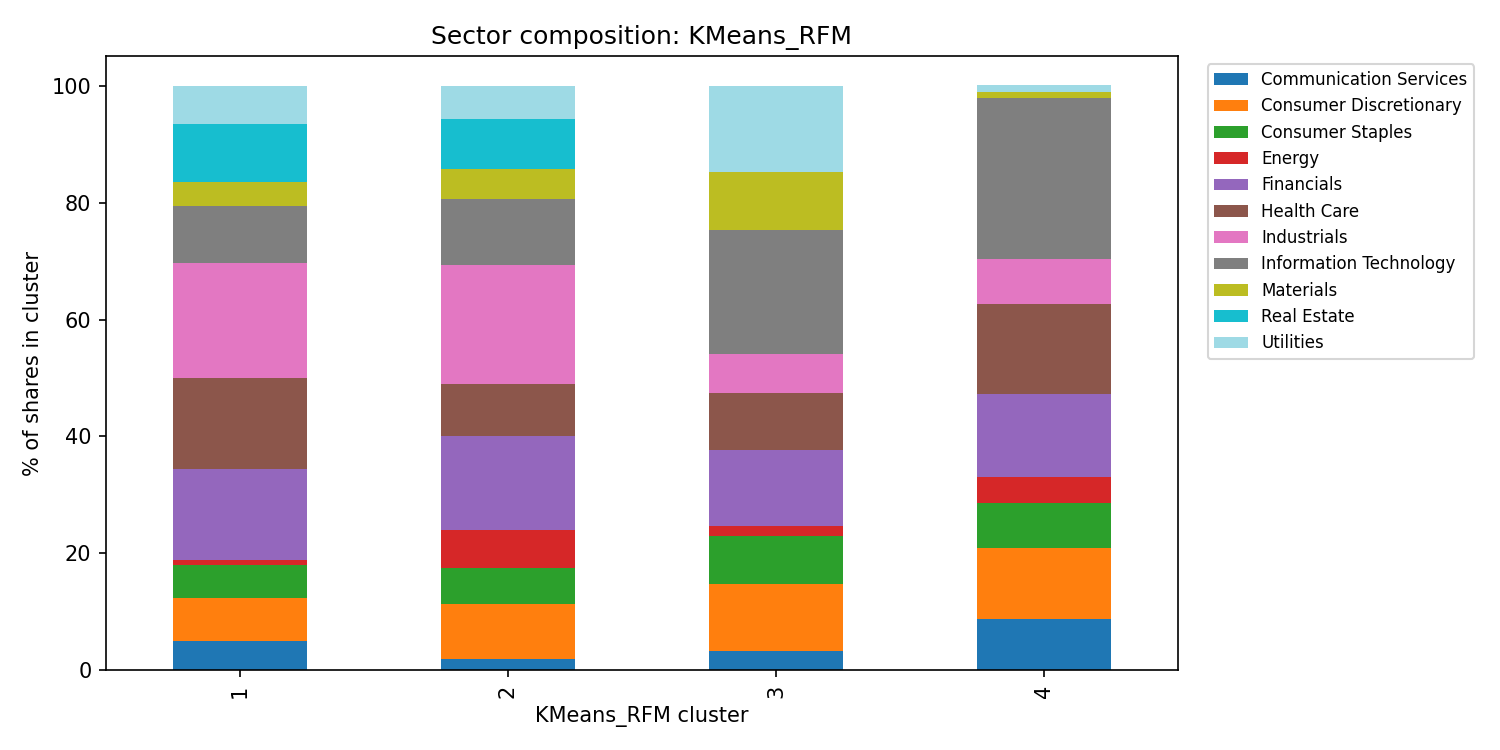 Sector composition: KMeans_RFM
% of shares in cluster
100
80
60
40
20
0
1
2
3
4
KMeans_RFM cluster
Communication Services
Consumer Discretionary
Consumer Staples
Energy
Financials
Health Care
Industrials
Information Technology
Materials
Real Estate
Utilities